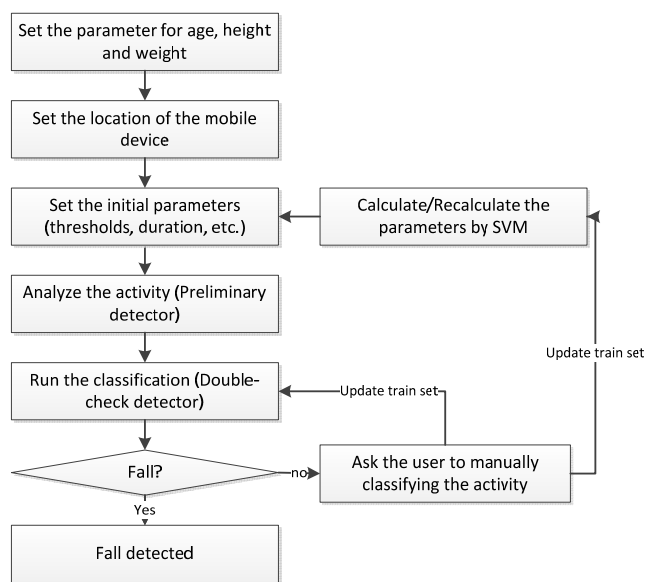 Set the parameter for age, height
and weight
Set the location of the mobile
device
Set the initial parameters
(thresholds, duration, etc.)
Calculate/Recalculate the
parameters by SVM
Analyze the activity (Preliminary
detector)
Update train set
Run the classification (Double-
check detector)
Update train set
Fall?
no
Ask the user to manually
classifying the activity
Yes
Fall detected